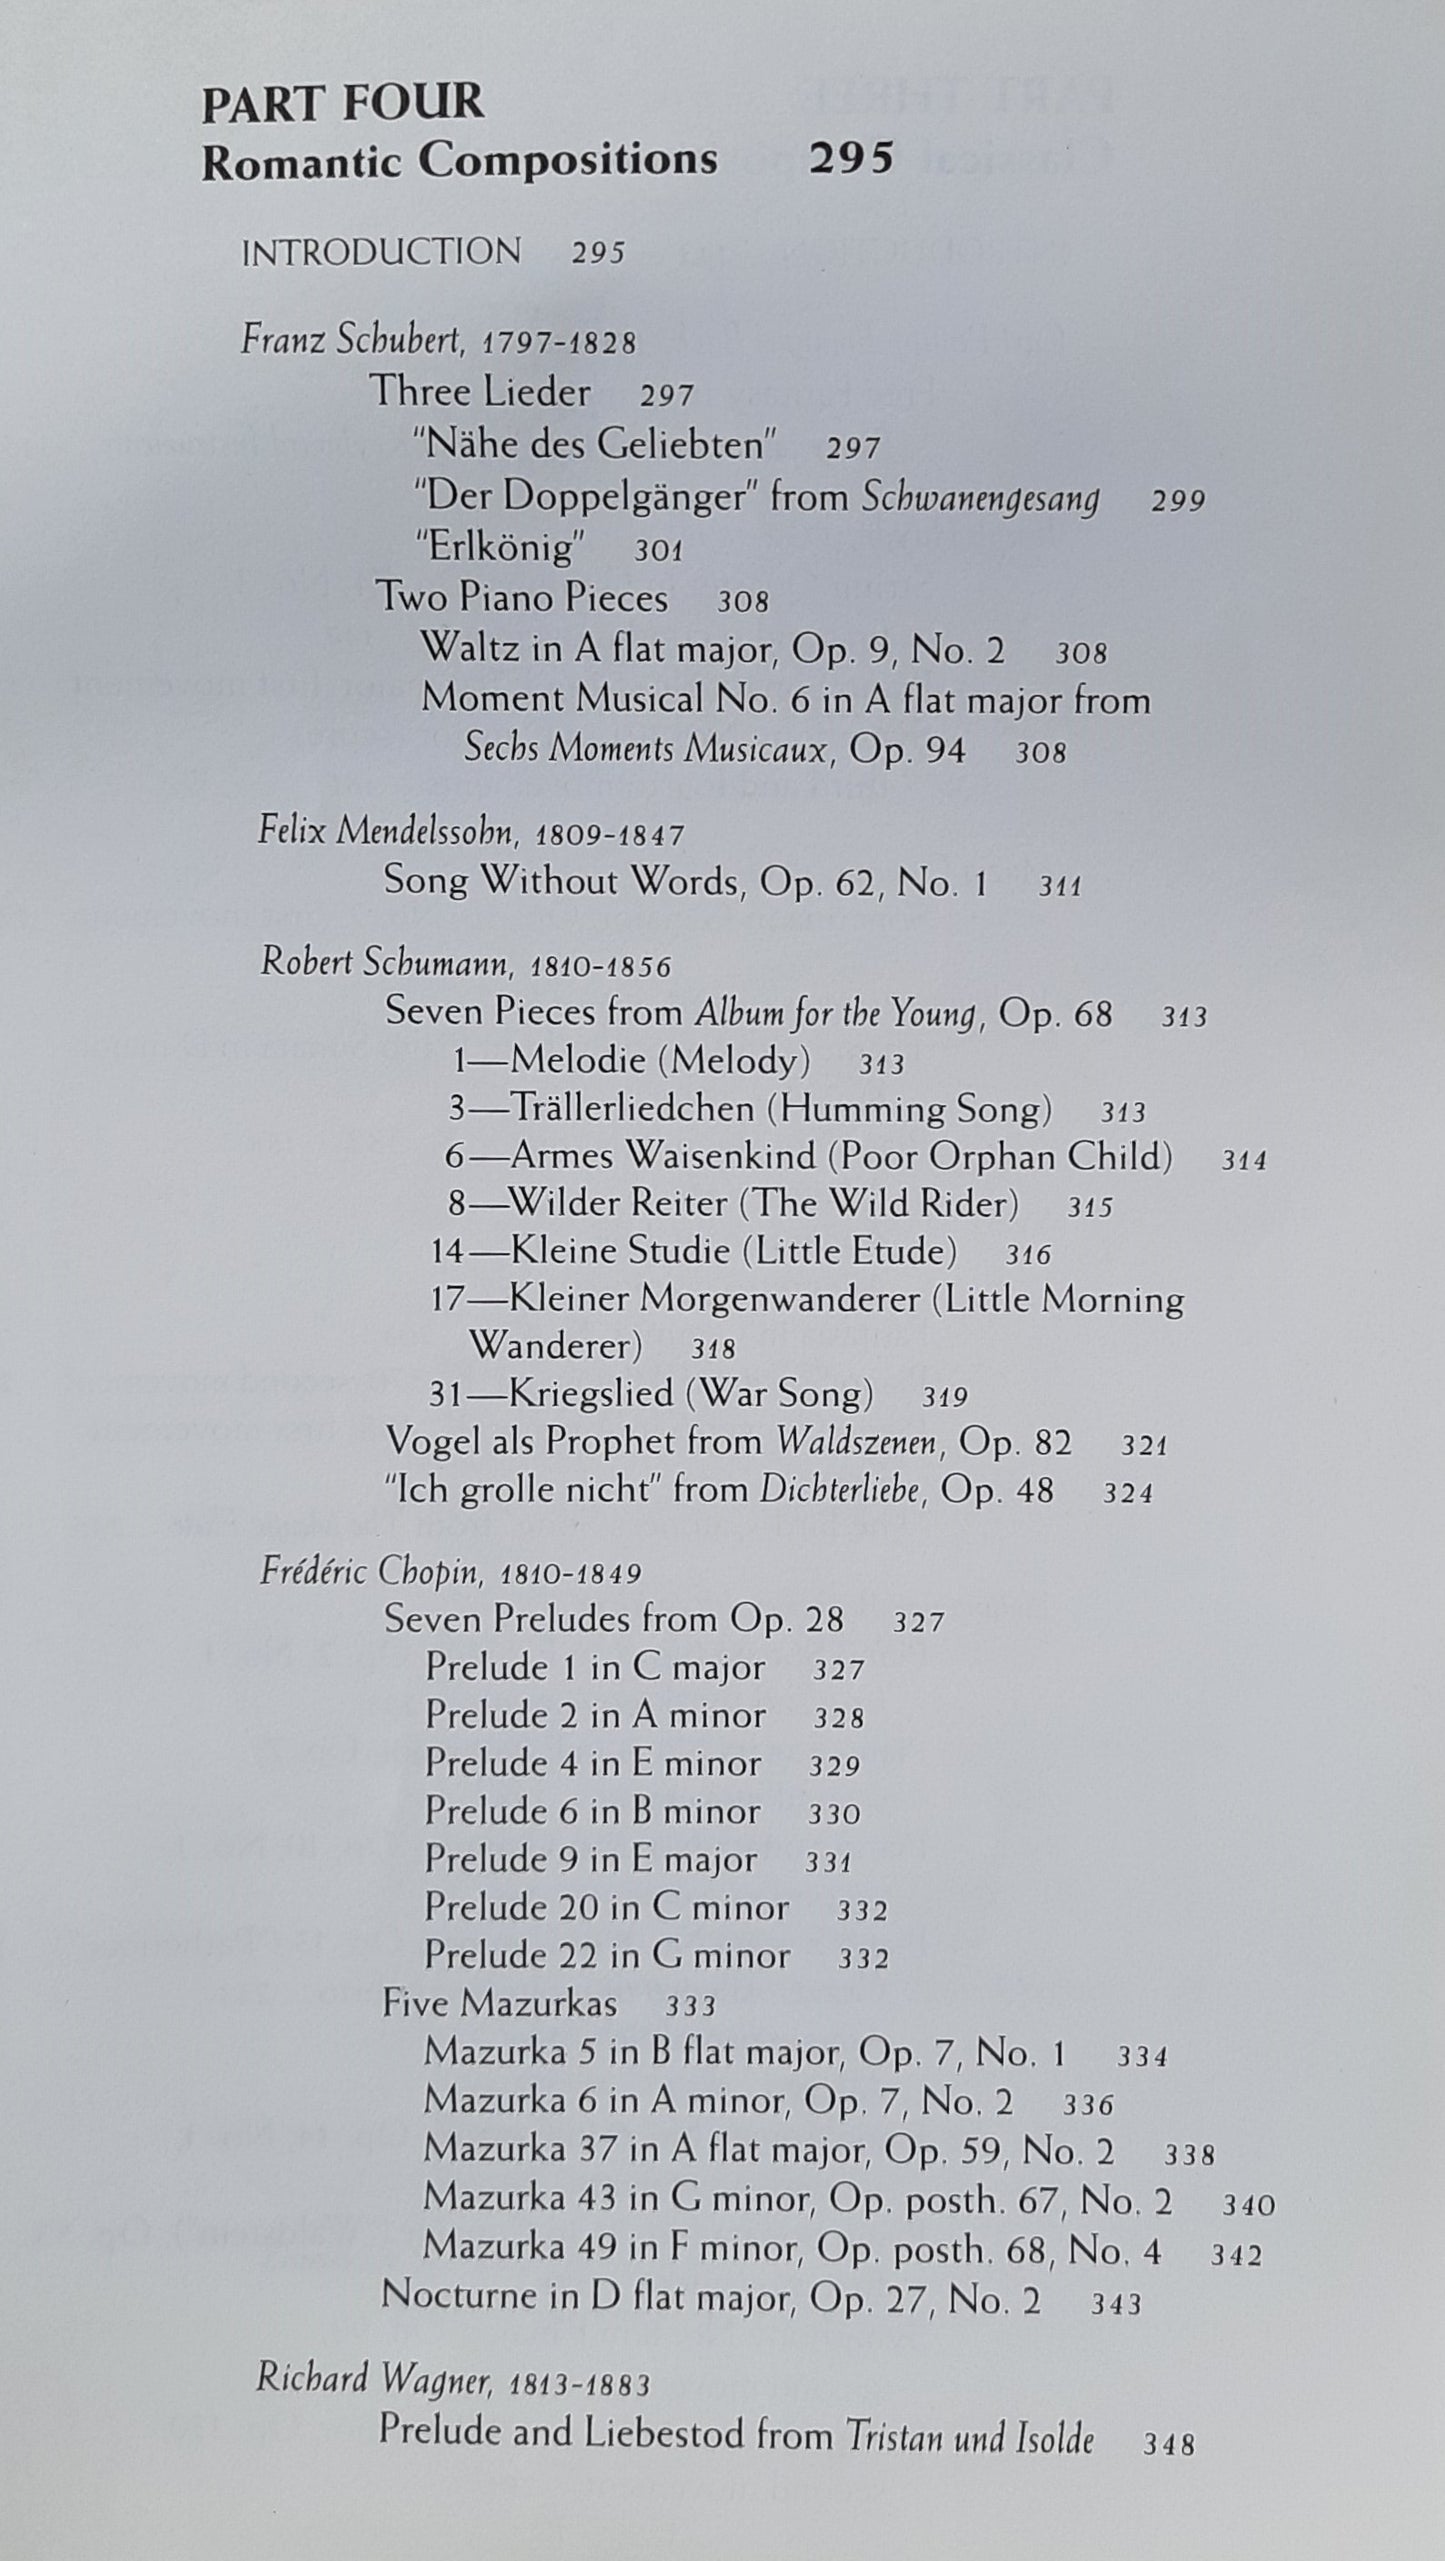 PART FOUR
Romantic Compositions 295
INTRODUCTION 295
Franz Schubert, 1797-1828
Three Lieder 297
"Nähe des Geliebten" 297
"Der Doppelgänger" from Schwanengesang 299
"Erlkönig" 301
Two Piano Pieces 308
Waltz in A flat major, Op. 9, No. 2 308
Moment Musical No. 6 in A flat major from
Sechs Moments Musicaux, Op. 94 308
Felix Mendelssohn, 1809-1847
Song Without Words, Op. 62, No. 1 311
Robert Schumann, 1810-1856
Seven Pieces from Album for the Young, Op. 68 313
1—Melodie (Melody) 313
3—Trällerliedchen (Humming Song) 313
6—Armes Waisenkind (Poor Orphan Child) 314
8—Wilder Reiter (The Wild Rider) 315
14—Kleine Studie (Little Etude) 316
17—Kleiner Morgenwanderer (Little Morning
Wanderer) 318
31—Kriegslied (War Song) 319
Vogel als Prophet from Waldszenen, Op. 82 321
"Ich grolle nicht" from Dichterliebe, Op. 48 324
Frédéric Chopin, 1810-1849
Seven Preludes from Op. 28 327
Prelude 1 in C major 327
Prelude 2 in A minor 328
Prelude 4 in E minor 329
Prelude 6 in B minor 330
Prelude 9 in E major 331
Prelude 20 in C minor 332
Prelude 22 in G minor 332
Five Mazurkas 333
Mazurka 5 in B flat major, Op. 7, No. 1 334
Mazurka 6 in A minor, Op. 7, No. 2 336
Mazurka 37 in A flat major, Op. 59, No. 2 338
Mazurka 43 in G minor, Op. posth. 67, No. 2 340
Mazurka 49 in F minor, Op. posth. 68, No. 4 342
Nocturne in D flat major, Op. 27, No. 2 343
Richard Wagner, 1813-1883
Prelude and Liebestod from Tristan und Isolde 348